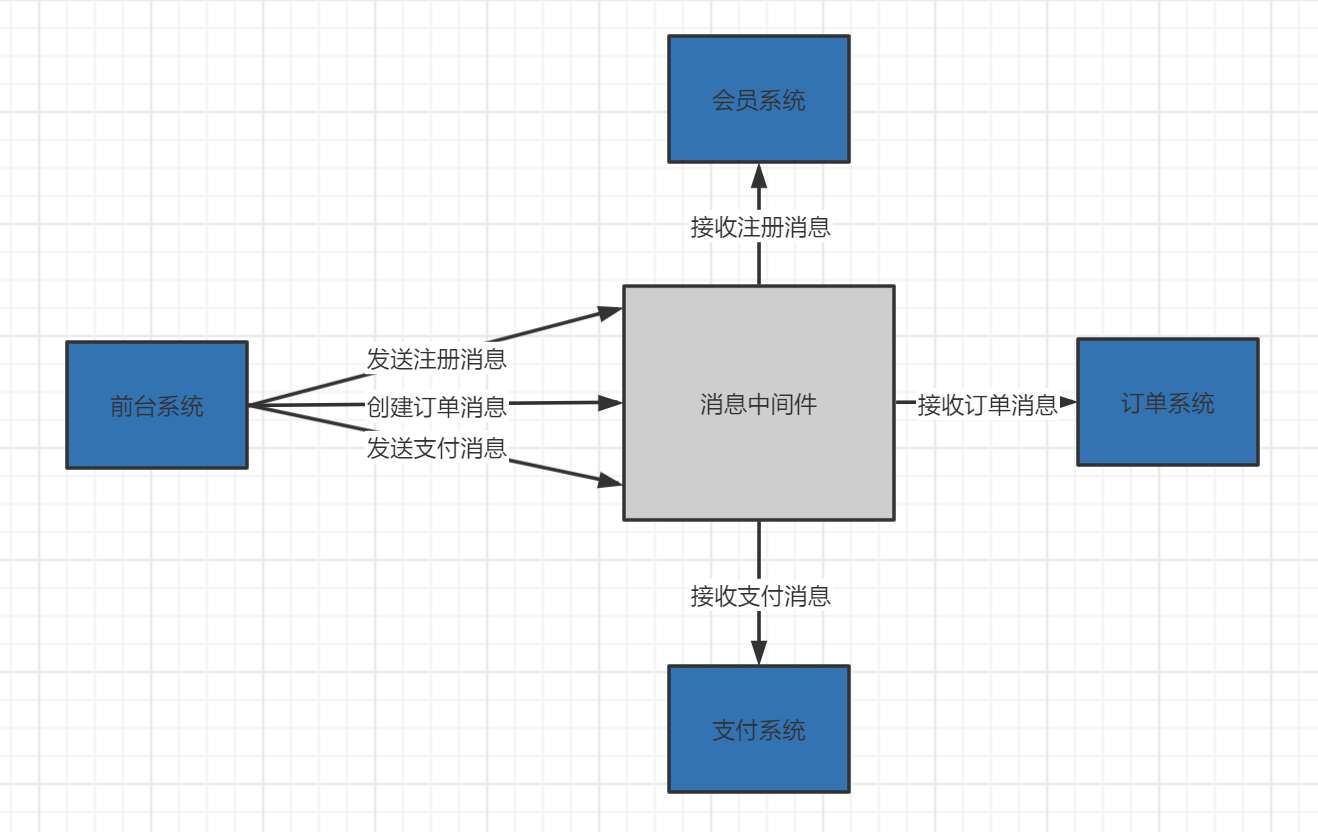 会员系统
接收注册消息
发送注册消息
前台系统
创建订单消息
消息中间件
接收订单消息
订单系统
发送支付消息
接收支付消息
支付系统